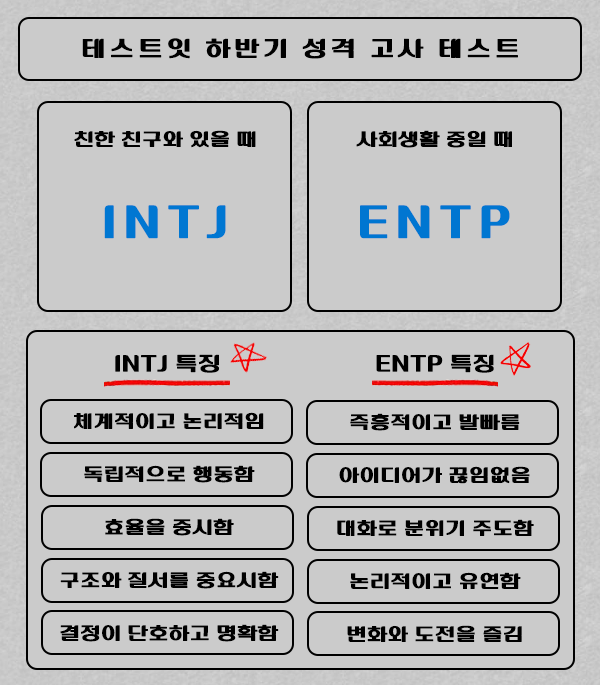 테스트잇 하반기 성격 고사 테스트
친한 친구와 있을 때
INTJ
사회생활 중일 때
ENTP
INTJ 특징
체계적이고 논리적임
독립적으로 행동함
효율을 중시함
구조와 질서를 중요시함
결정이 단호하고 명확함
ENTP 특징
즉흥적이고 발빠름
아이디어가 끊임없음
대화로 분위기 주도함
논리적이고 유연함
변화와 도전을 즐김